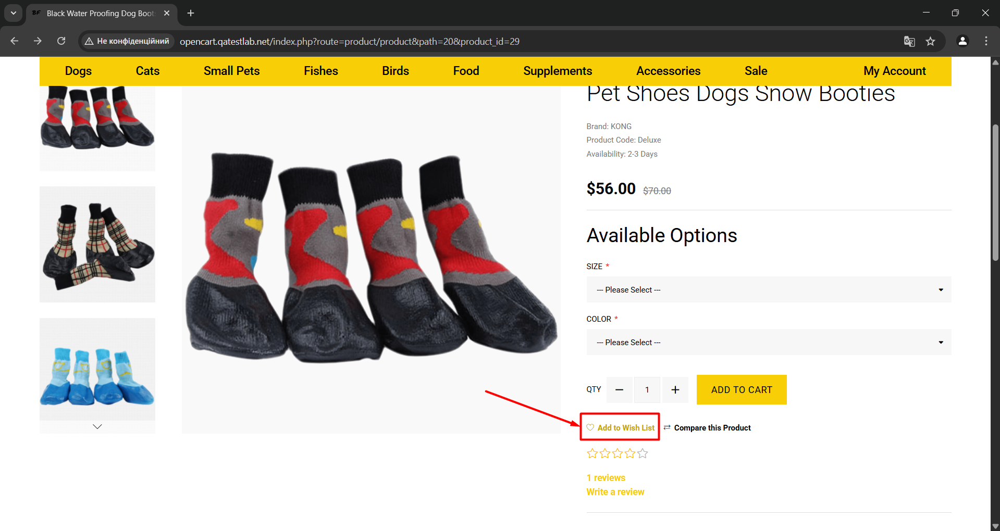 Black Water Proofing Dog Boot
Не конфіденційний
opencart.qatestlab.net/index.php?route=product/product&path=20&product_id=29
Dogs Cats Small Pets Fishes Birds Food Supplements Accessories Sale My Account
Pet Shoes Dogs Snow Booties
Brand: KONG
Product Code: Deluxe
Availability: 2-3 Days
$56.00 $70.00
Available Options
SIZE *
--- Please Select ---
COLOR *
--- Please Select ---
QTY − 1 + ADD TO CART
Add to Wish List Compare this Product
1 reviews
Write a review